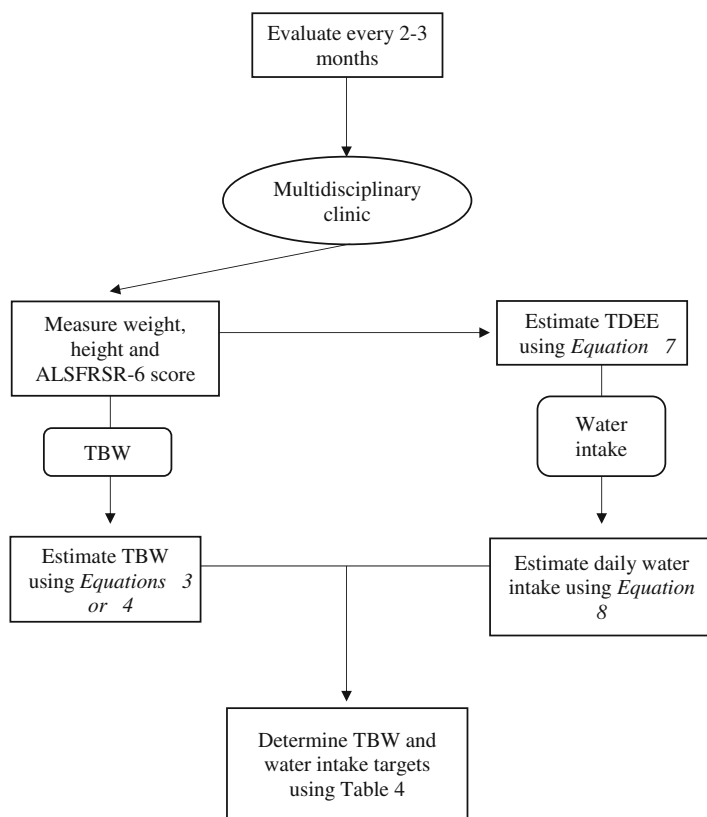 Evaluate every 2-3
months
Multidisciplinary
clinic
Measure weight,
height and
ALSFRSR-6 score
Estimate TDEE
using Equation 7
TBW
Water
intake
Estimate TBW
using Equations 3
or 4
Estimate daily water
intake using Equation
8
Determine TBW and
water intake targets
using Table 4